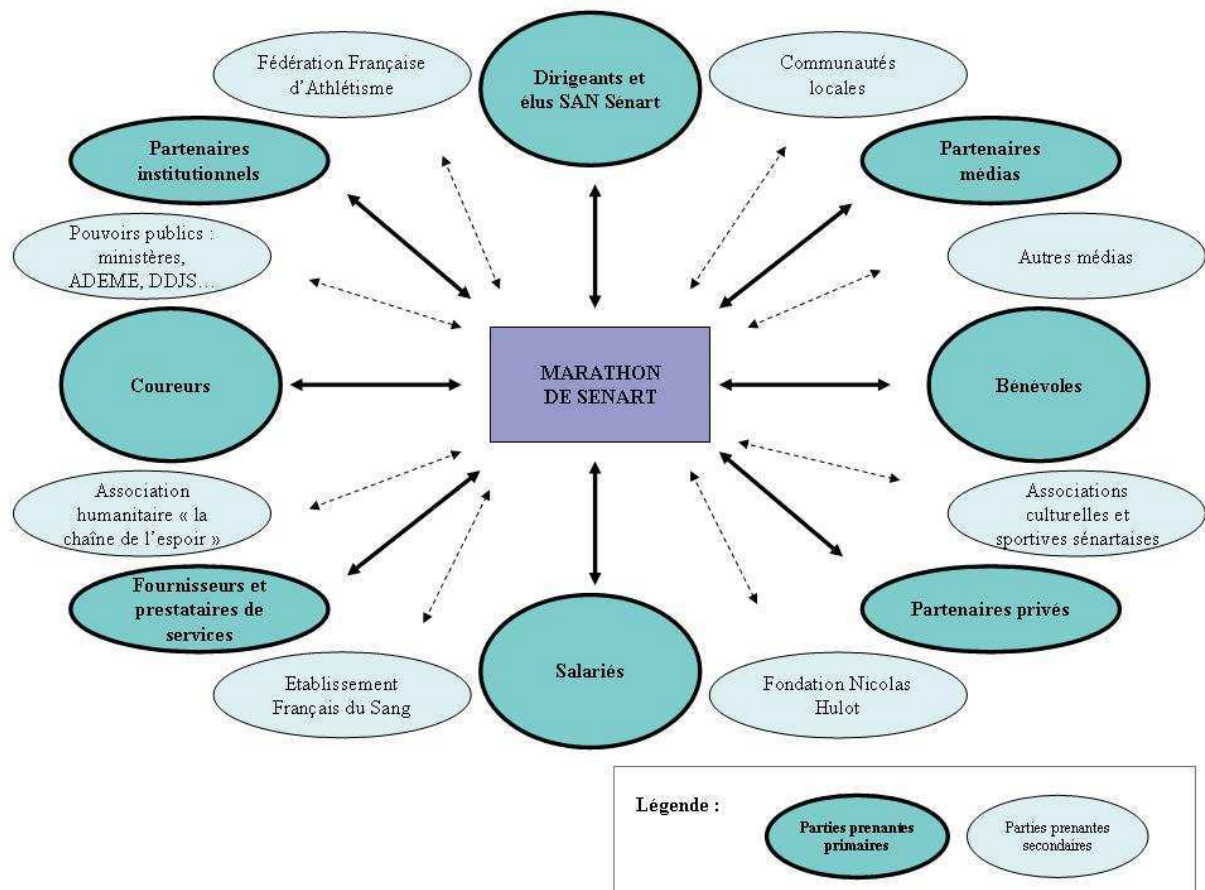 Fédération Française
d'Athlétisme
Dirigeants et
élus SAN Sénart
Communautés
locales
Partenaires
institutionnels
Partenaires
médias
Pouvoirs publics :
ministères,
ADEME, DDJS…
Autres médias
Coureurs
MARATHON
DE SENART
Bénévoles
Association
humanitaire « la
chaîne de l'espoir »
Associations
culturelles et
sportives sénartaises
Fournisseurs et
prestataires de
services
Partenaires privés
Etablissement
Français du Sang
Salariés
Fondation Nicolas
Hulot
Légende :
Parties prenantes
primaires
Parties prenantes
secondaires